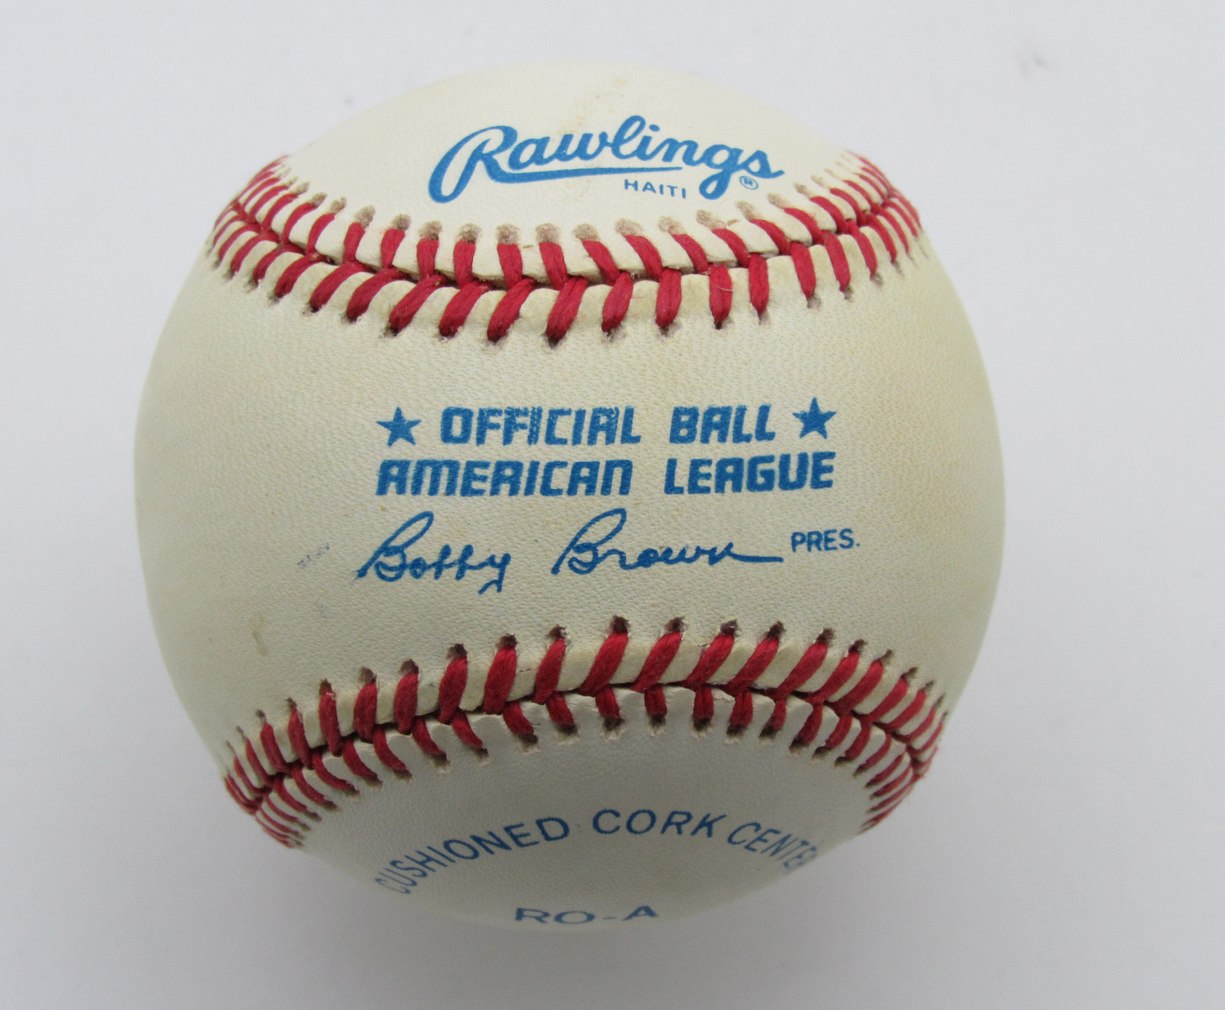 Rawlings®
HAITI
★ OFFICIAL BALL ★
AMERICAN LEAGUE
Bobby Brown PRES.
CUSHIONED CORK CENTER
RO-A